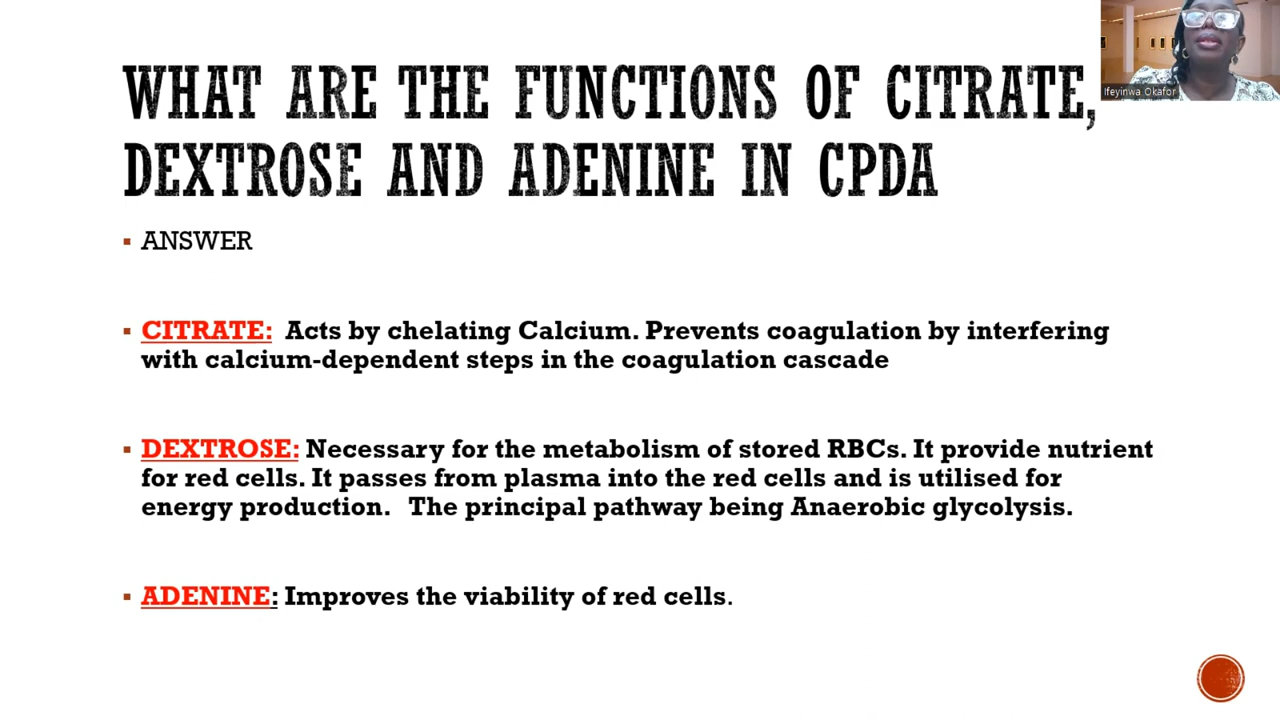 WHAT ARE THE FUNCTIONS OF CITRATE,
DEXTROSE AND ADENINE IN CPDA
Ifeyinwa Okafor
▪ ANSWER
▪ CITRATE: Acts by chelating Calcium. Prevents coagulation by interfering
with calcium-dependent steps in the coagulation cascade
▪ DEXTROSE: Necessary for the metabolism of stored RBCs. It provide nutrient
for red cells. It passes from plasma into the red cells and is utilised for
energy production. The principal pathway being Anaerobic glycolysis.
▪ ADENINE: Improves the viability of red cells.